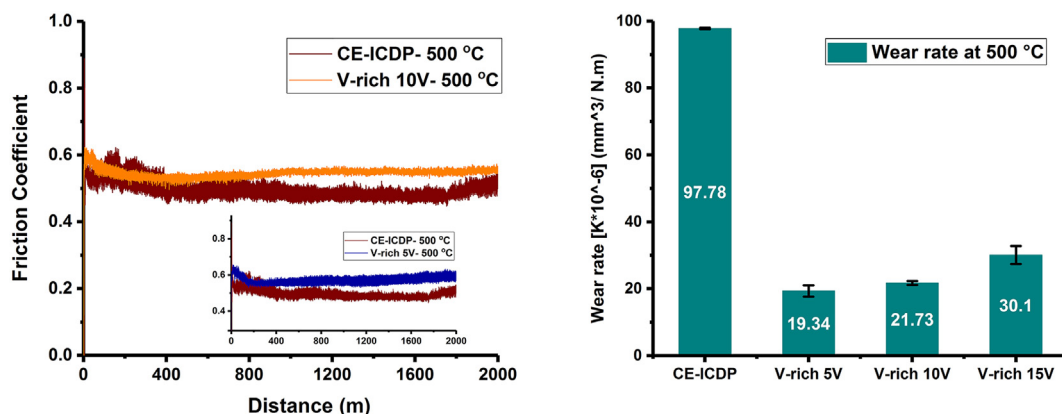 1.0
0.8
0.6
0.4
0.2
0.0
Friction Coefficient
CE-ICDP- 500 °C
V-rich 10V- 500 °C
0.8
0.6
0.4
CE-ICDP- 500 °C
V-rich 5V- 500 °C
0 400 800 1200 1600 2000
0 400 800 1200 1600 2000
Distance (m)
100
80
60
40
20
0
Wear rate [K*10^-6] (mm^3/ N.m)
Wear rate at 500 °C
97.78
19.34
21.73
30.1
CE-ICDP V-rich 5V V-rich 10V V-rich 15V